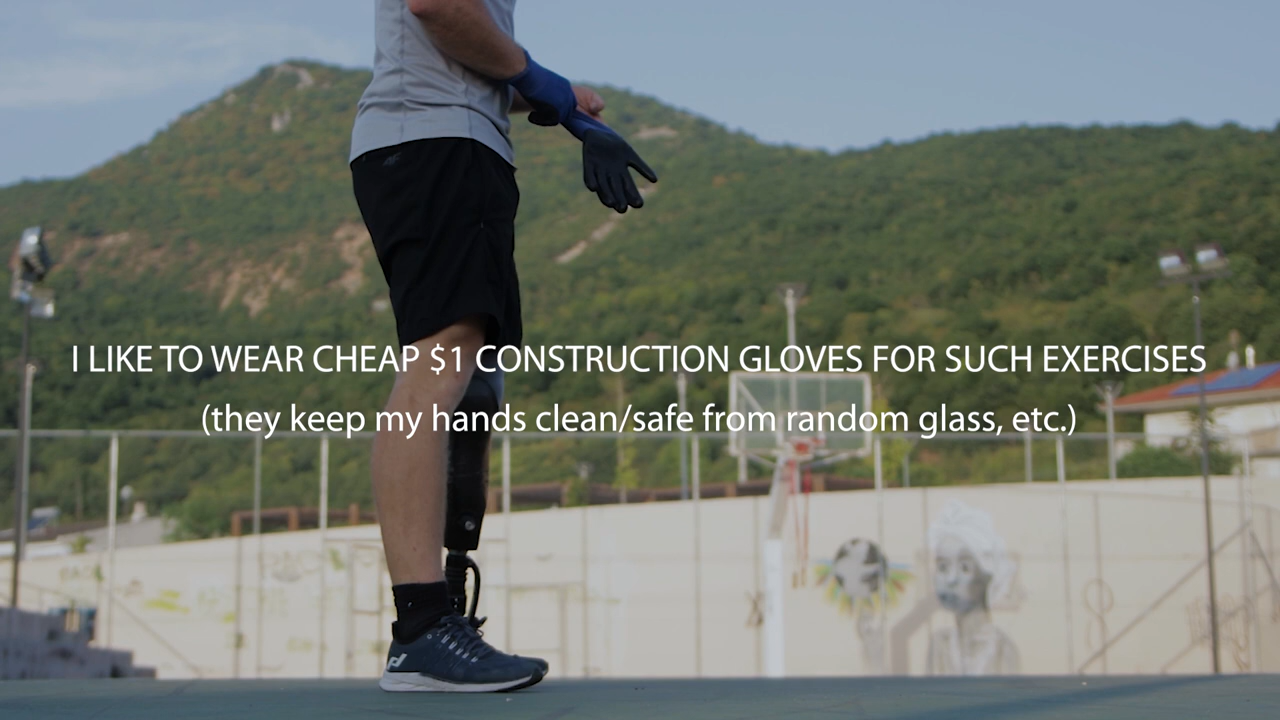 I LIKE TO WEAR CHEAP $1 CONSTRUCTION GLOVES FOR SUCH EXERCISES
(they keep my hands clean/safe from random glass, etc.)